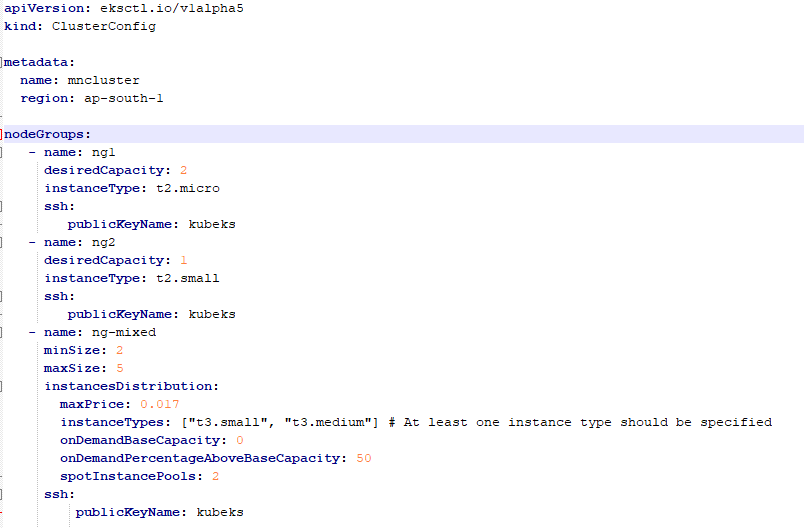 apiVersion: eksctl.io/v1alpha5
kind: ClusterConfig

metadata:
  name: mncluster
  region: ap-south-1

nodeGroups:
   - name: ng1
     desiredCapacity: 2
     instanceType: t2.micro
     ssh:
        publicKeyName: kubeks
   - name: ng2
     desiredCapacity: 1
     instanceType: t2.small
     ssh:
        publicKeyName: kubeks
   - name: ng-mixed
     minSize: 2
     maxSize: 5
     instancesDistribution:
       maxPrice: 0.017
       instanceTypes: ["t3.small", "t3.medium"] # At least one instance type should be specified
       onDemandBaseCapacity: 0
       onDemandPercentageAboveBaseCapacity: 50
       spotInstancePools: 2
     ssh:
         publicKeyName: kubeks